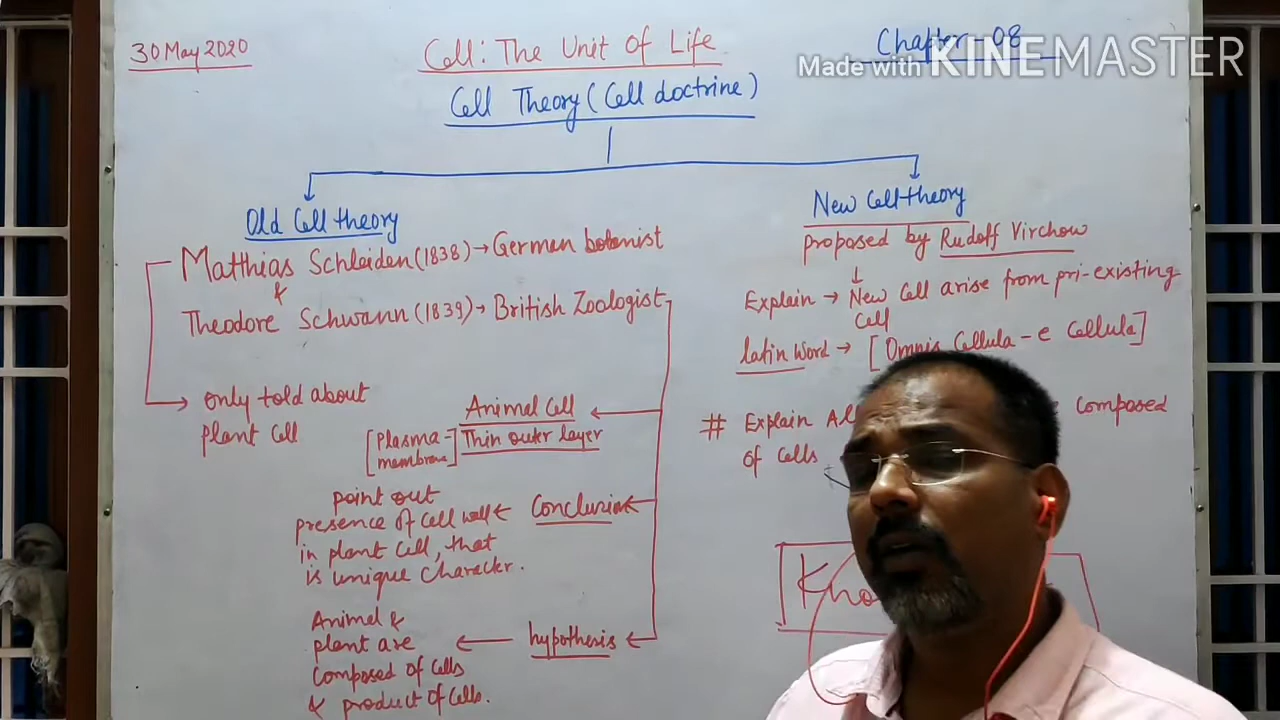 30 May 2020
Cell: The Unit Of Life
Chapter-08
Made with KINEMASTER
Cell Theory (Cell doctrine)
Old Cell theory
Matthias Schleiden (1838) → German botanist
&
Theodore Schwann (1839) → British Zoologist
→ only told about
plant cell
Animal Cell ←
[Plasma-membrane] Thin outer layer
Conclusion ←
point out
presence of Cell wall ←
in plant cell, that
is unique Character.
hypothesis ←
Animal &
plant are ←
Composed of Cells
& product of Cells.
New Cell theory
proposed by Rudolf Virchow
↓
Explain → New Cell arise from pri-existing
Cell
latin word → [Omnis Cellula - e Cellula]
# Explain Composed
of Cells